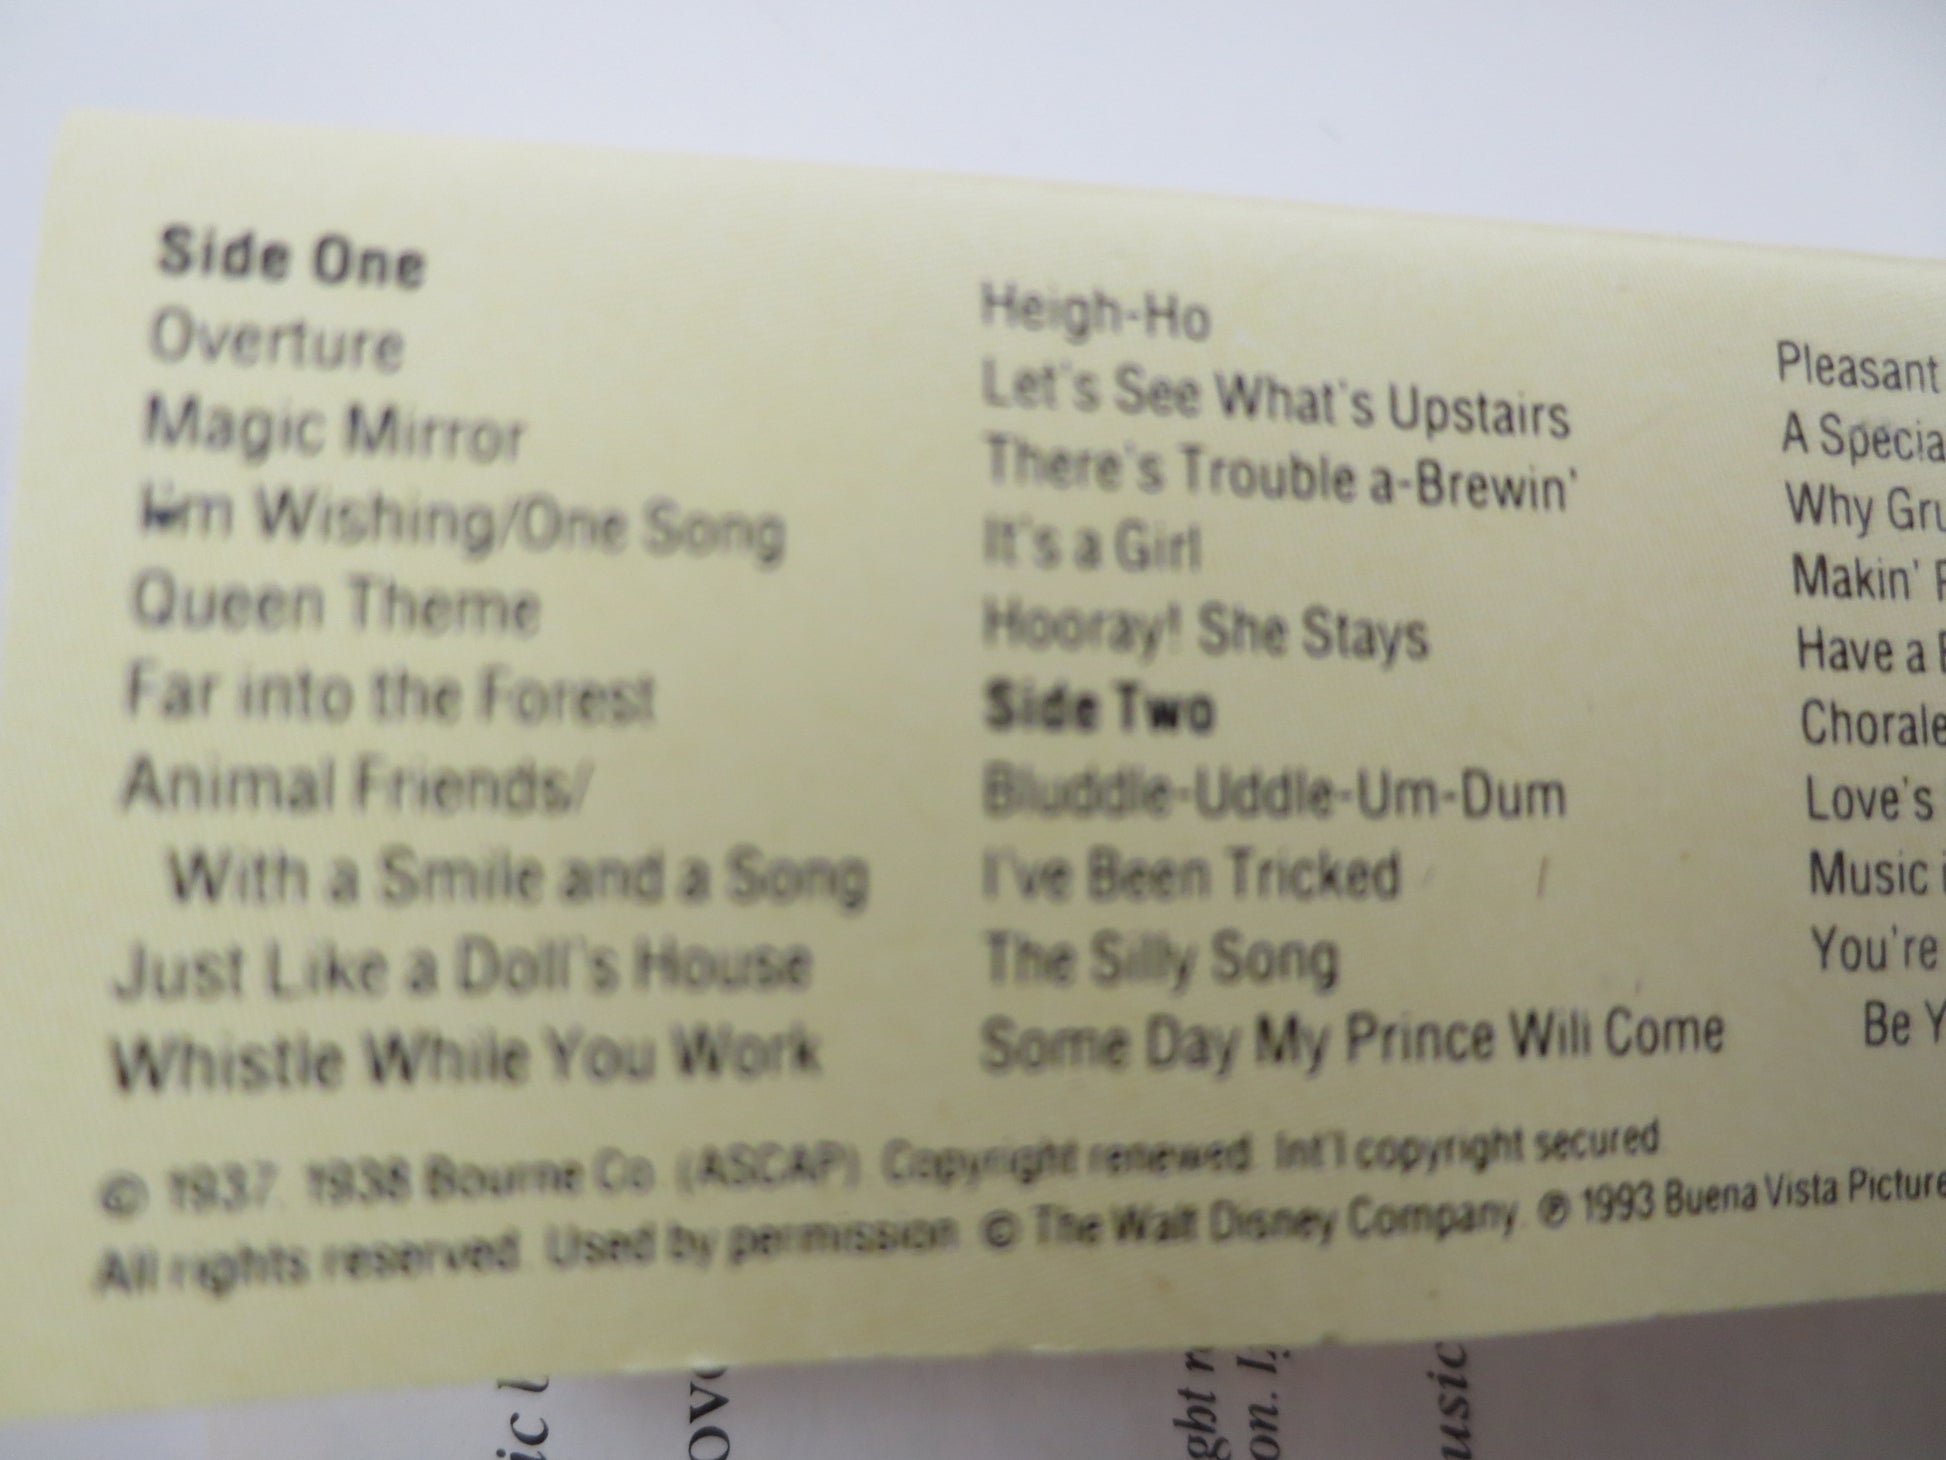 Side One
Overture
Magic Mirror
I'm Wishing/One Song
Queen Theme
Far into the Forest
Animal Friends/
With a Smile and a Song
Just Like a Doll's House
Whistle While You Work
Heigh-Ho
Let's See What's Upstairs
There's Trouble a-Brewin'
It's a Girl
Hooray! She Stays
Side Two
Bluddle-Uddle-Um-Dum
I've Been Tricked
The Silly Song
Some Day My Prince Will Come
Pleasant
A Specia
Why Gru
Makin'
Have a
Chorale
Love's
Music i
You're
Be Y
© 1937, 1938 Bourne Co. (ASCAP). Copyright renewed. Int'l copyright secured.
All rights reserved. Used by permission. © The Walt Disney Company. ℗ 1993 Buena Vista Picture
ic
ov
ght
on.
usic